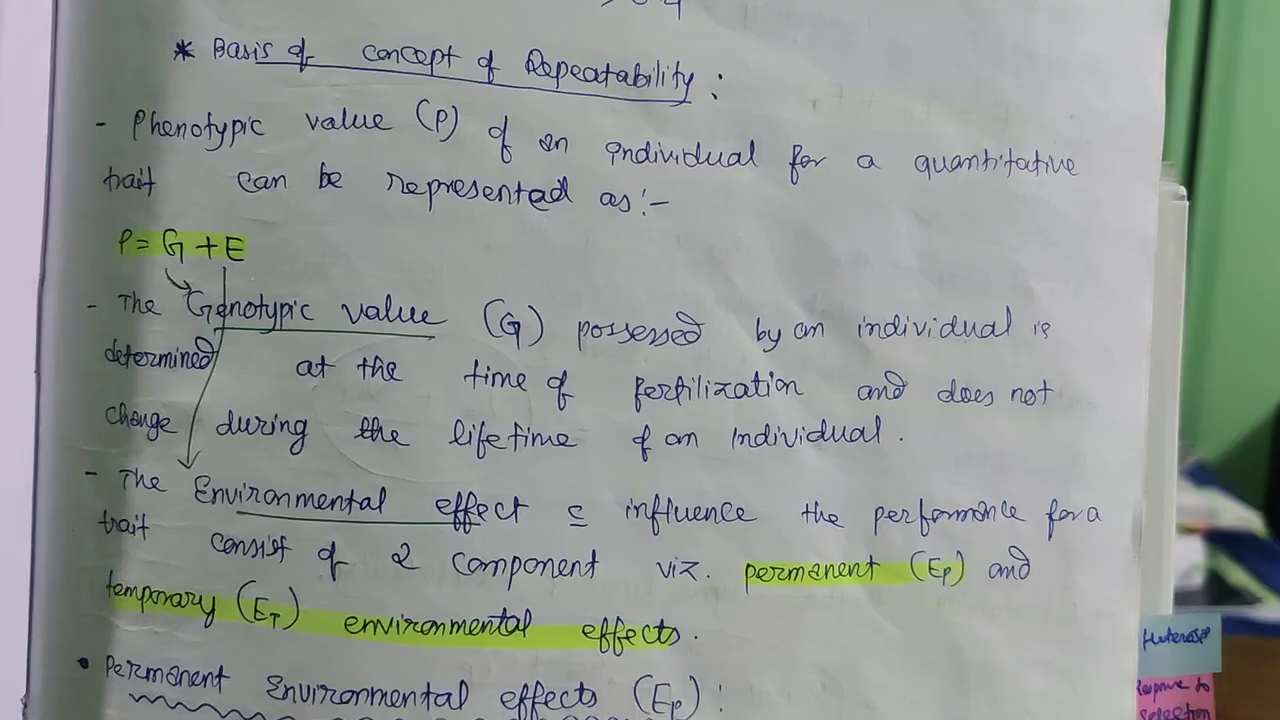 * Basis of concept of Repeatability :
- Phenotypic value (P) of an individual for a quantitative
trait can be represented as:-
P = G + E
- The Genotypic value (G) possessed by an individual is
determined at the time of fertilization and does not
change during the lifetime of an individual.
- The Environmental effect c influence the performance for a
trait consist of 2 component viz. permanent (Ep) and
temporary (ET) environmental effects.
• Permanent Environmental effects (Ep) :
Response to
selection